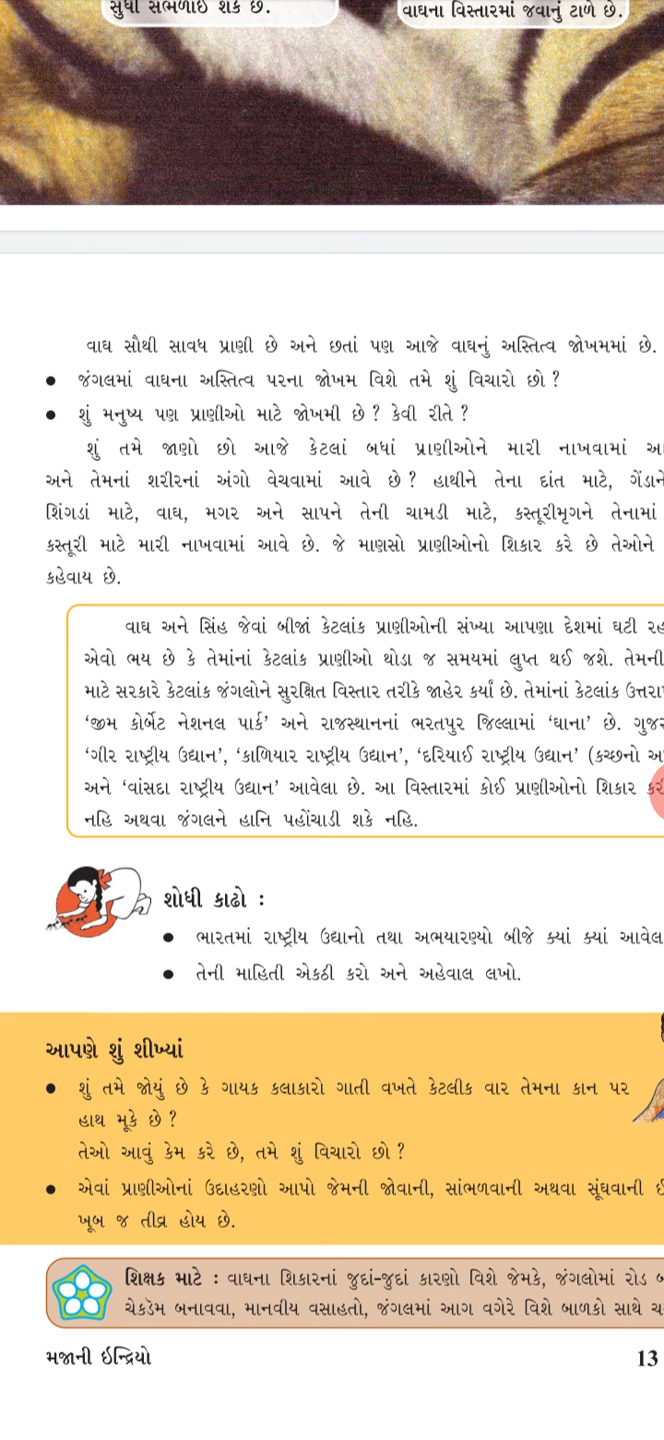 સુધી સંભળાઈ શકે છે.
વાઘના વિસ્તારમાં જવાનું ટાળે છે.
વાઘ સૌથી સાવધ પ્રાણી છે અને છતાં પણ આજે વાઘનું અસ્તિત્વ જોખમમાં છે.
● જંગલમાં વાઘના અસ્તિત્વ પરના જોખમ વિશે તમે શું વિચારો છો ?
● શું મનુષ્ય પણ પ્રાણીઓ માટે જોખમી છે ? કેવી રીતે ?
શું તમે જાણો છો આજે કેટલાં બધાં પ્રાણીઓને મારી નાખવામાં આ
અને તેમનાં શરીરનાં અંગો વેચવામાં આવે છે ? હાથીને તેના દાંત માટે, ગેંડાને
શિંગડાં માટે, વાઘ, મગર અને સાપને તેની ચામડી માટે, કસ્તૂરીમૃગને તેનામાં
કસ્તૂરી માટે મારી નાખવામાં આવે છે. જે માણસો પ્રાણીઓનો શિકાર કરે છે તેઓને
કહેવાય છે.
વાઘ અને સિંહ જેવાં બીજાં કેટલાંક પ્રાણીઓની સંખ્યા આપણા દેશમાં ઘટી રહ
એવો ભય છે કે તેમાંનાં કેટલાંક પ્રાણીઓ થોડા જ સમયમાં લુપ્ત થઈ જશે. તેમની
માટે સરકારે કેટલાંક જંગલોને સુરક્ષિત વિસ્તાર તરીકે જાહેર કર્યાં છે. તેમાંનાં કેટલાંક ઉત્તરા
‘જીમ કોર્બેટ નેશનલ પાર્ક’ અને રાજસ્થાનનાં ભરતપુર જિલ્લામાં ‘ઘાના’ છે. ગુજર
‘ગીર રાષ્ટ્રીય ઉદ્યાન’, ‘કાળિયાર રાષ્ટ્રીય ઉદ્યાન’, ‘દરિયાઈ રાષ્ટ્રીય ઉદ્યાન’ (કચ્છનો અ
અને ‘વાંસદા રાષ્ટ્રીય ઉદ્યાન’ આવેલા છે. આ વિસ્તારમાં કોઈ પ્રાણીઓનો શિકાર કરી
નહિ અથવા જંગલને હાનિ પહોંચાડી શકે નહિ.
શોધી કાઢો :
● ભારતમાં રાષ્ટ્રીય ઉદ્યાનો તથા અભયારણ્યો બીજે ક્યાં ક્યાં આવેલ
● તેની માહિતી એકઠી કરો અને અહેવાલ લખો.
આપણે શું શીખ્યાં
● શું તમે જોયું છે કે ગાયક કલાકારો ગાતી વખતે કેટલીક વાર તેમના કાન પર
હાથ મૂકે છે ?
તેઓ આવું કેમ કરે છે, તમે શું વિચારો છો ?
● એવાં પ્રાણીઓનાં ઉદાહરણો આપો જેમની જોવાની, સાંભળવાની અથવા સૂંઘવાની
ખૂબ જ તીવ્ર હોય છે.
શિક્ષક માટે : વાઘના શિકારનાં જુદાં-જુદાં કારણો વિશે જેમકે, જંગલોમાં રોડ બ
ચેકડૅમ બનાવવા, માનવીય વસાહતો, જંગલમાં આગ વગેરે વિશે બાળકો સાથે ચ
મજાની ઇન્દ્રિયો
13